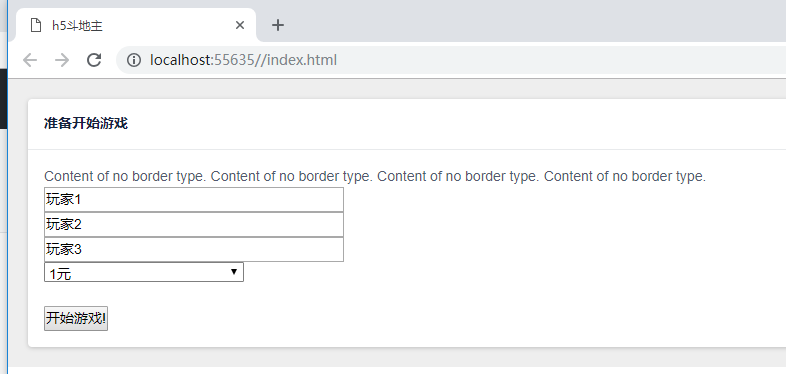 h5斗地主
localhost:55635//index.html
准备开始游戏
Content of no border type. Content of no border type. Content of no border type. Content of no border type.
玩家1
玩家2
玩家3
1元
开始游戏!